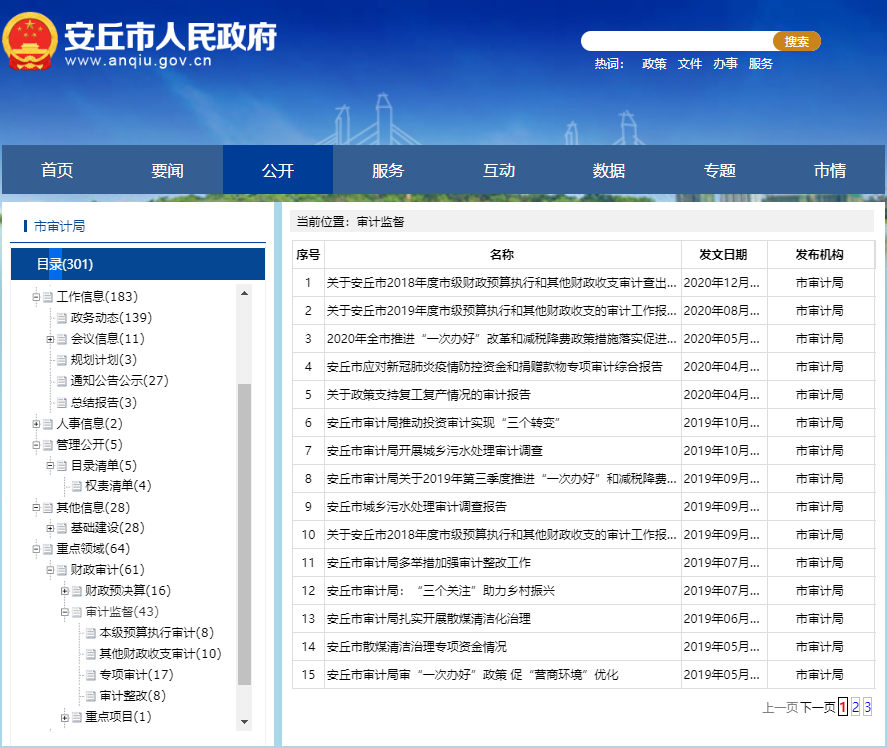 安丘市人民政府
www.anqiu.gov.cn
搜索
热词： 政策 文件 办事 服务
首页 要闻 公开 服务 互动 数据 专题 市情
市审计局
目录(301)
工作信息(183)
政务动态(139)
会议信息(11)
规划计划(3)
通知公告公示(27)
总结报告(3)
人事信息(2)
管理公开(5)
目录清单(5)
权责清单(4)
其他信息(28)
基础建设(28)
重点领域(64)
财政审计(61)
财政预决算(16)
审计监督(43)
本级预算执行审计(8)
其他财政收支审计(10)
专项审计(17)
审计整改(8)
重点项目(1)
当前位置：审计监督
序号 名称 发文日期 发布机构
1 关于安丘市2018年度市级财政预算执行和其他财政收支审计查出... 2020年12月... 市审计局
2 关于安丘市2019年度市级预算执行和其他财政收支的审计工作报... 2020年08月... 市审计局
3 2020年全市推进“一次办好”改革和减税降费政策措施落实促进... 2020年05月... 市审计局
4 安丘市应对新冠肺炎疫情防控资金和捐赠款物专项审计综合报告 2020年04月... 市审计局
5 关于政策支持复工复产情况的审计报告 2020年04月... 市审计局
6 安丘市审计局推动投资审计实现“三个转变” 2019年10月... 市审计局
7 安丘市审计局开展城乡污水处理审计调查 2019年10月... 市审计局
8 安丘市审计局关于2019年第三季度推进“一次办好”和减税降费... 2019年09月... 市审计局
9 安丘市城乡污水处理审计调查报告 2019年09月... 市审计局
10 关于安丘市2018年度市级预算执行和其他财政收支的审计工作报... 2019年09月... 市审计局
11 安丘市审计局多举措加强审计整改工作 2019年07月... 市审计局
12 安丘市审计局：“三个关注”助力乡村振兴 2019年07月... 市审计局
13 安丘市审计局扎实开展散煤清洁化治理 2019年06月... 市审计局
14 安丘市散煤清洁治理专项资金情况 2019年05月... 市审计局
15 安丘市审计局审“一次办好”政策 促“营商环境”优化 2019年05月... 市审计局
上一页 下一页 1 2 3